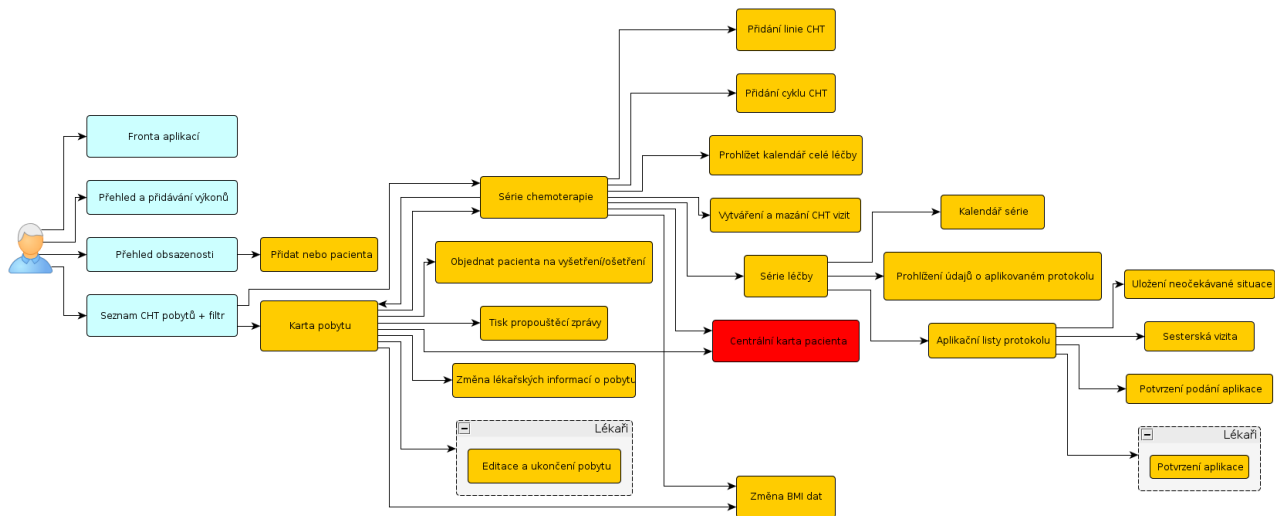 Přidání linie CHT
Přidání cyklu CHT
Fronta aplikací
Prohlížet kalendář celé léčby
Přehled a přidávání výkonů
Série chemoterapie
Vytváření a mazání CHT vizit
Kalendář série
Přehled obsazenosti
Přidat nebo pacienta
Objednat pacienta na vyšetření/ošetření
Série léčby
Prohlížení údajů o aplikovaném protokolu
Uložení neočekávané situace
Seznam CHT pobytů + filtr
Karta pobytu
Tisk propouštěcí zprávy
Centrální karta pacienta
Aplikační listy protokolu
Sesterská vizita
Změna lékařských informací o pobytu
Potvrzení podání aplikace
Lékaři
Editace a ukončení pobytu
Lékaři
Potvrzení aplikace
Změna BMI dat